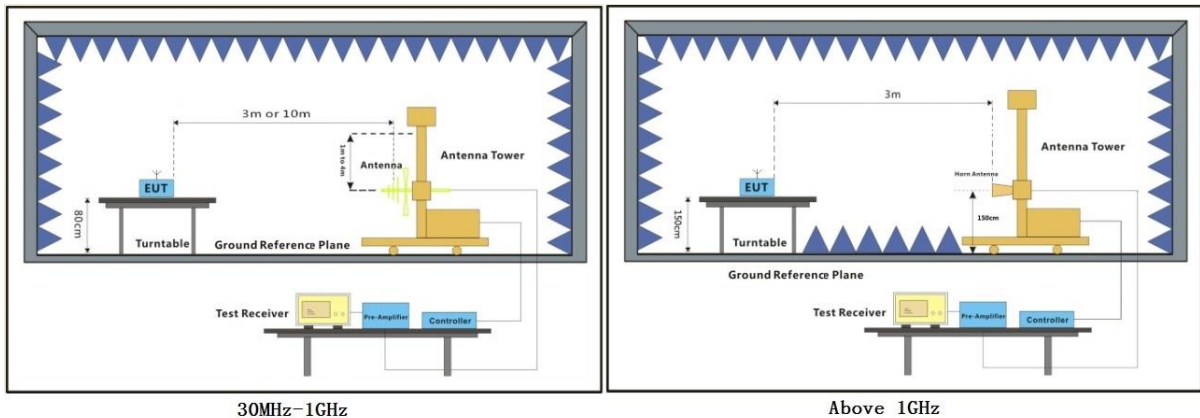 3m or 10m
1m to 4m
Antenna
Antenna Tower
EUT
80cm
Turntable
Ground Reference Plane
Test Receiver
Pre-Amplifier
Controller
30MHz-1GHz
3m
Antenna Tower
Horn Antenna
EUT
150cm
150cm
Turntable
Ground Reference Plane
Test Receiver
Pre-Amplifier
Controller
Above 1GHz